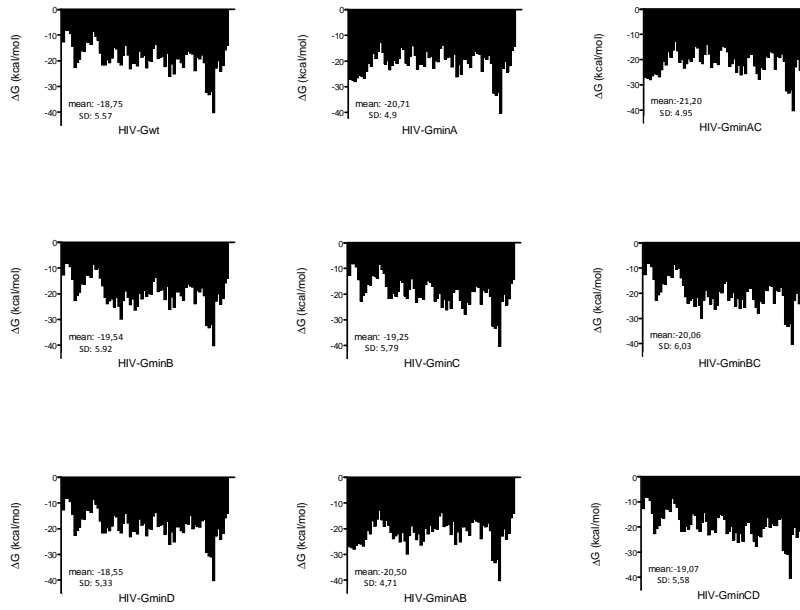 0
-10
-20
-30
-40
ΔG (kcal/mol)
mean: -18,75
SD: 5.57
HIV-Gwt
0
-10
-20
-30
-40
ΔG (kcal/mol)
mean: -20,71
SD: 4,9
HIV-GminA
0
-10
-20
-30
-40
ΔG (kcal/mol)
mean:-21,20
SD: 4.95
HIV-GminAC
0
-10
-20
-30
-40
ΔG (kcal/mol)
mean: -19,54
SD: 5.92
HIV-GminB
0
-10
-20
-30
-40
ΔG (kcal/mol)
mean: -19,25
SD: 5,79
HIV-GminC
0
-10
-20
-30
-40
ΔG (kcal/mol)
mean:-20,06
SD: 6,03
HIV-GminBC
0
-10
-20
-30
-40
ΔG (kcal/mol)
mean:-18,55
SD: 5,33
HIV-GminD
0
-10
-20
-30
-40
ΔG (kcal/mol)
mean: -20,50
SD: 4,71
HIV-GminAB
0
-10
-20
-30
-40
ΔG (kcal/mol)
mean:-19,07
SD: 5,58
HIV-GminCD